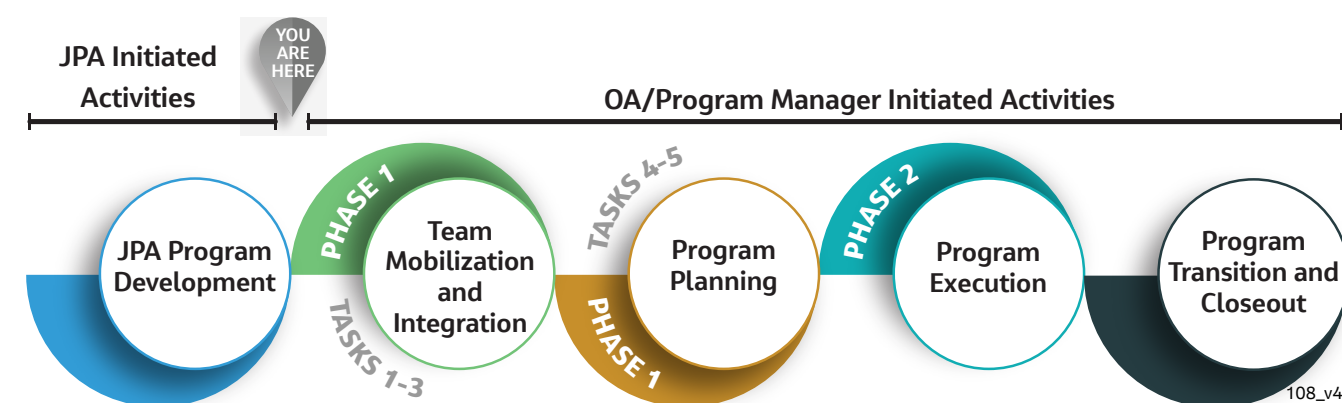 JPA Initiated
Activities
YOU
ARE
HERE
OA/Program Manager Initiated Activities
JPA Program
Development
PHASE 1
TASKS 1-3
Team
Mobilization
and
Integration
TASKS 4-5
PHASE 1
Program
Planning
PHASE 2
Program
Execution
Program
Transition and
Closeout
108_v4